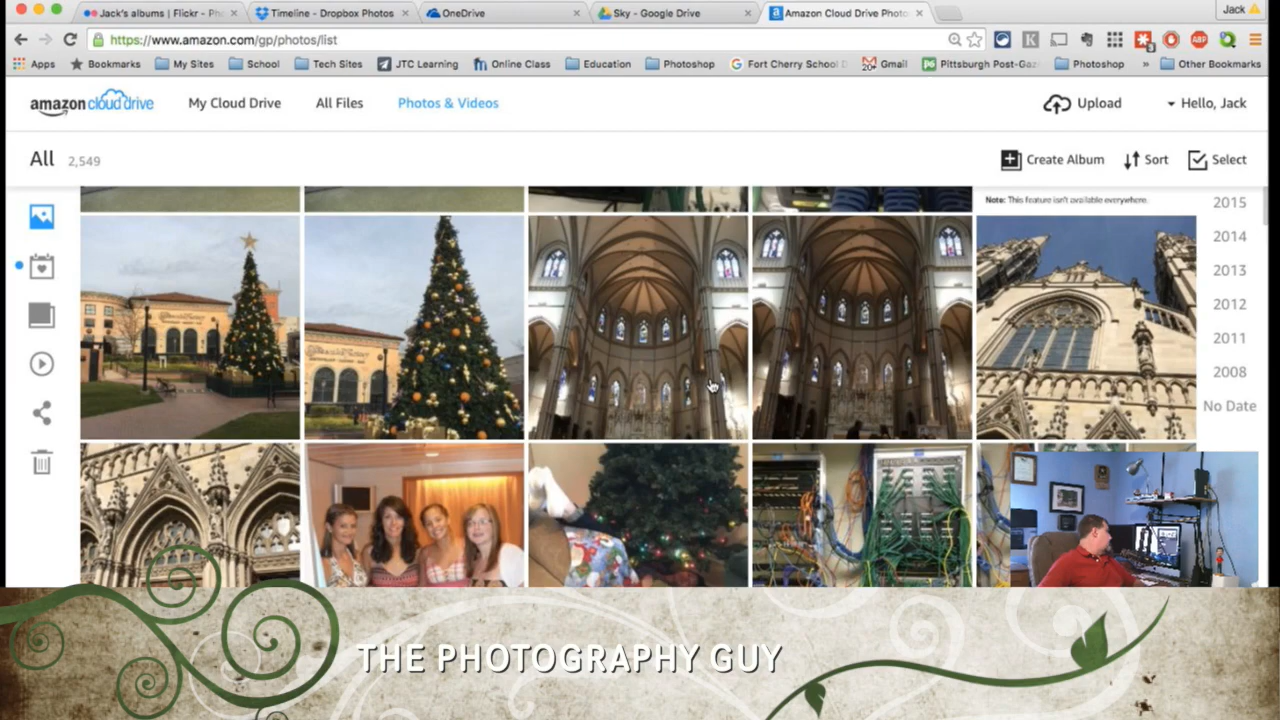 Jack's albums | Flickr - Pho
Timeline - Dropbox Photos
OneDrive
Sky - Google Drive
Amazon Cloud Drive Photo
Jack
https://www.amazon.com/gp/photos/list
Apps
Bookmarks
My Sites
School
Tech Sites
JTC Learning
Online Class
Education
Photoshop
Fort Cherry School D
20+
Gmail
Pittsburgh Post-Gaz
Photoshop
»
Other Bookmarks
amazon cloud drive
My Cloud Drive
All Files
Photos & Videos
Upload
Hello, Jack
All 2,549
Create Album
Sort
Select
Note: This feature isn't available everywhere.
2015
2014
2013
2012
2011
2008
No Date
THE PHOTOGRAPHY GUY